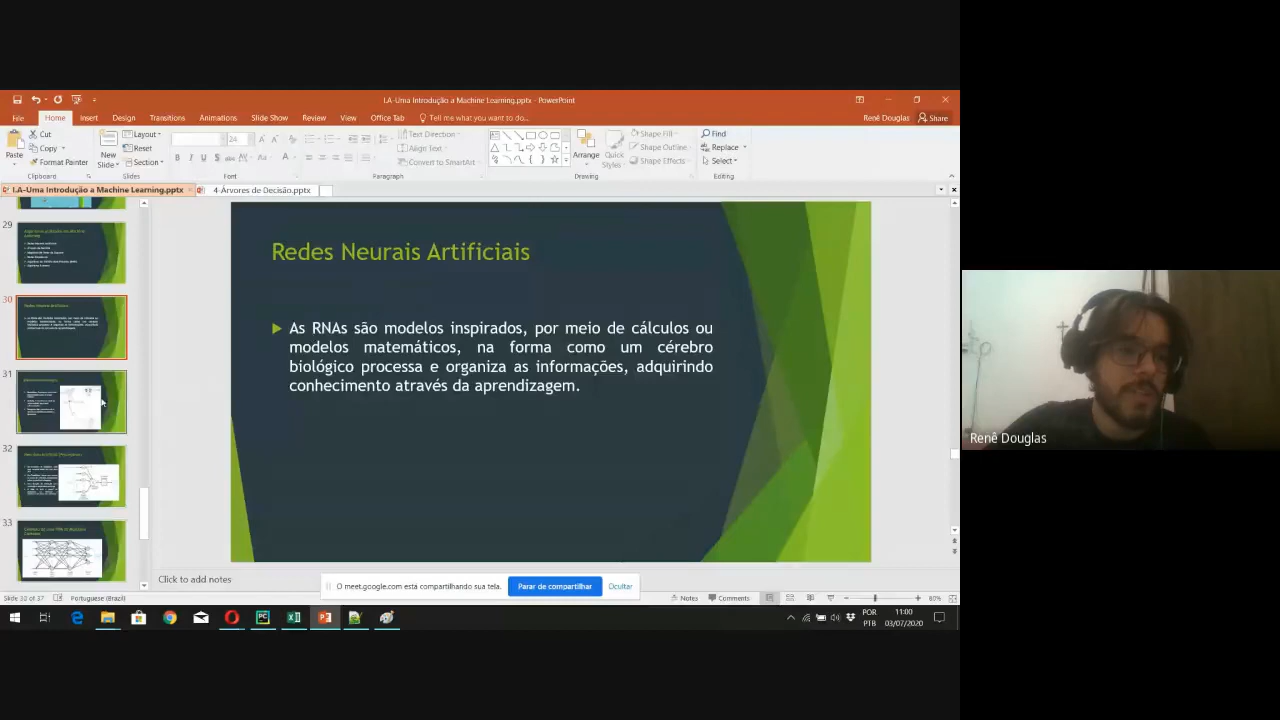 I.A-Uma Introdução a Machine Learning.pptx - PowerPoint
File Home Insert Design Transitions Animations Slide Show Review View Office Tab Tell me what you want to do... Renê Douglas Share
Paste
Cut
Copy
Format Painter
Clipboard
New
Slide
Layout
Reset
Section
Slides
24
Font
Text Direction
Align Text
Convert to SmartArt
Paragraph
Arrange
Quick
Styles
Shape Fill
Shape Outline
Shape Effects
Drawing
Find
Replace
Select
Editing
I.A-Uma Introdução a Machine Learning.pptx
4-Árvores de Decisão.pptx
29
30
31
32
33
Redes Neurais Artificiais
As RNAs são modelos inspirados, por meio de cálculos ou
modelos matemáticos, na forma como um cérebro
biológico processa e organiza as informações, adquirindo
conhecimento através da aprendizagem.
Click to add notes
O meet.google.com está compartilhando sua tela. Parar de compartilhar Ocultar
Slide 30 of 37 Portuguese (Brazil) Notes Comments 80%
POR 11:00
PTB 03/07/2020
Renê Douglas